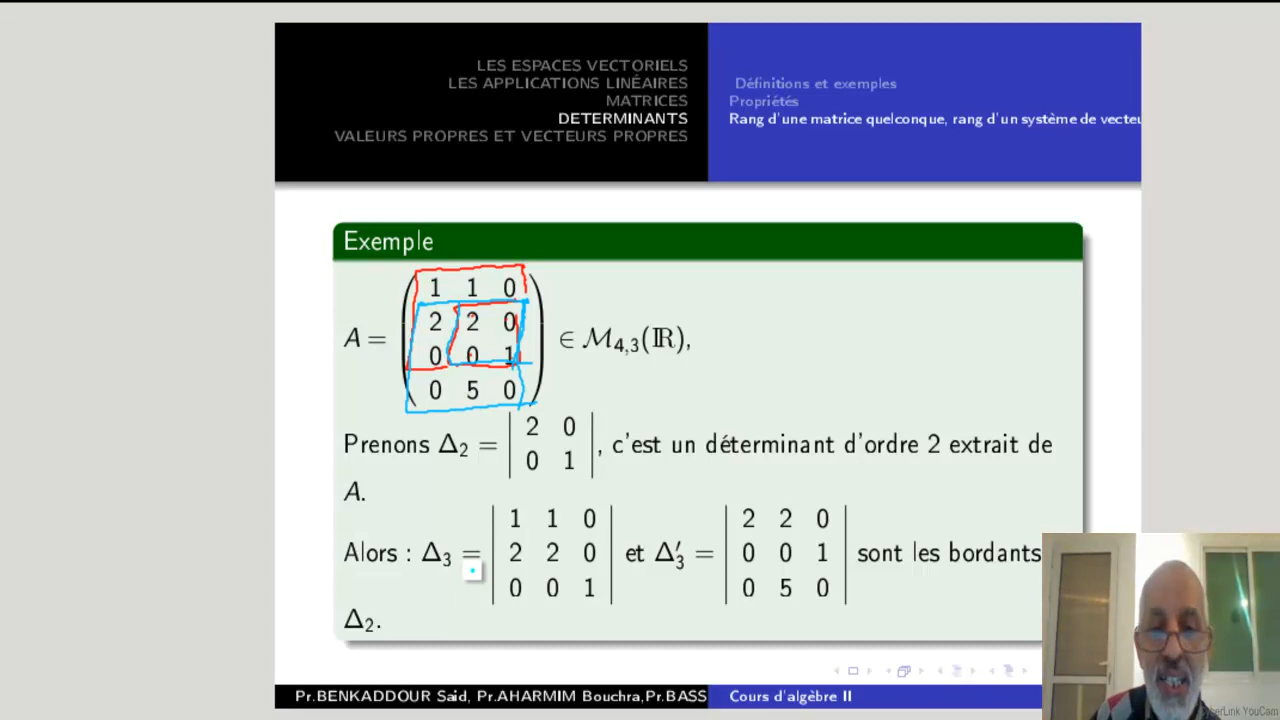 LES ESPACES VECTORIELS
LES APPLICATIONS LINÉAIRES
MATRICES
DETERMINANTS
VALEURS PROPRES ET VECTEURS PROPRES
Définitions et exemples
Propriétés
Rang d'une matrice quelconque, rang d'un système de vecteu
Exemple
1 1 0
2 2 0
A = ∈ M4,3(ℝ),
0 0 1
0 5 0
2 0
Prenons Δ2 = , c'est un déterminant d'ordre 2 extrait de
0 1
A.
1 1 0 2 2 0
Alors : Δ3 = 2 2 0 et Δ′3 = 0 0 1 sont les bordants
0 0 1 0 5 0
Δ2.
Pr.BENKADDOUR Said, Pr.AHARMIM Bouchra,Pr.BASS
Cours d'algèbre II
CyberLink YouCam